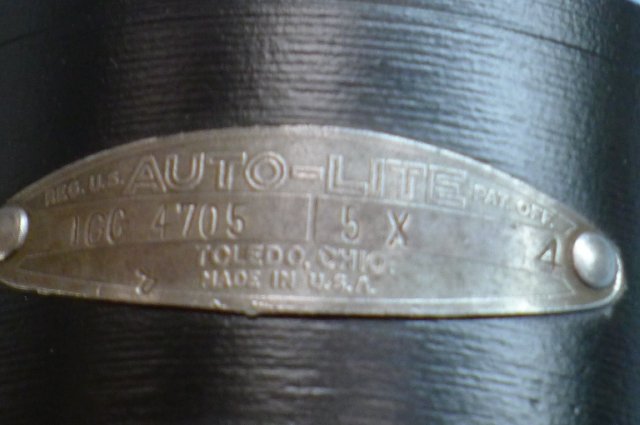 REG. U.S. AUTO-LITE PAT. OFF.
IGC 4705 | 5 X
TOLEDO, OHIO.
MADE IN U.S.A.
4